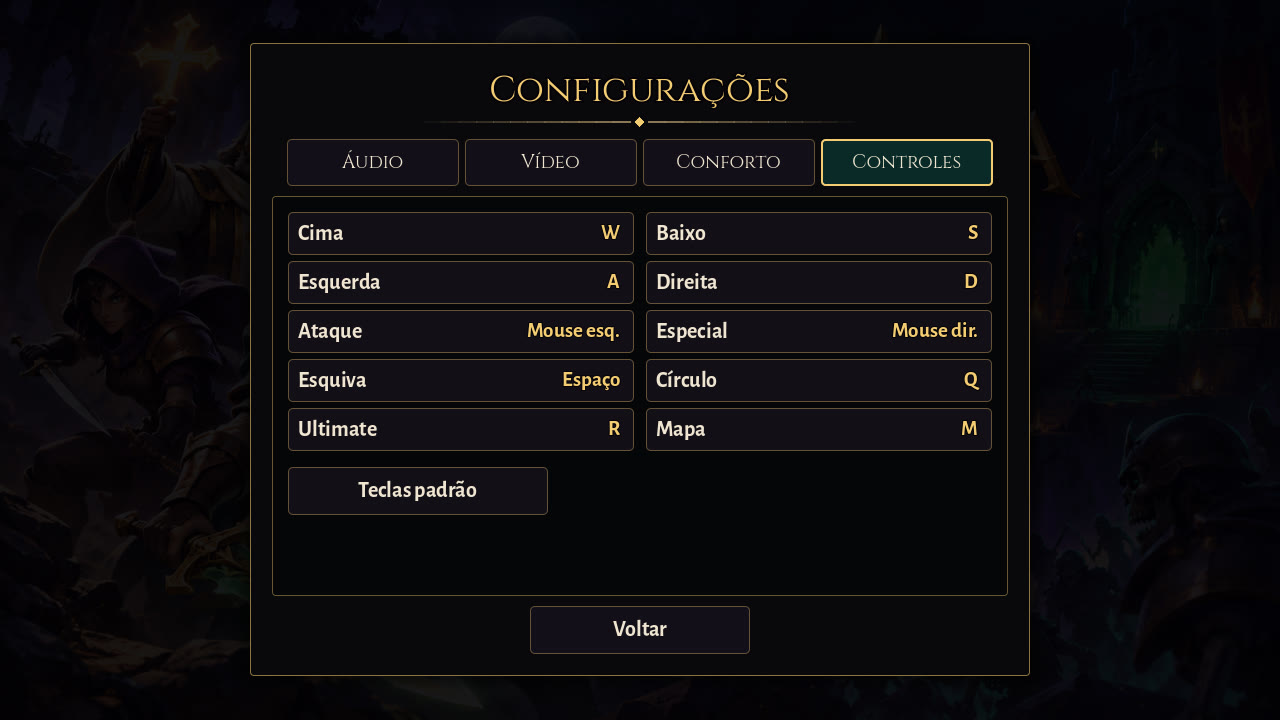 Configurações
Áudio
Vídeo
Conforto
Controles
Cima W
Baixo S
Esquerda A
Direita D
Ataque Mouse esq.
Especial Mouse dir.
Esquiva Espaço
Círculo Q
Ultimate R
Mapa M
Teclas padrão
Voltar